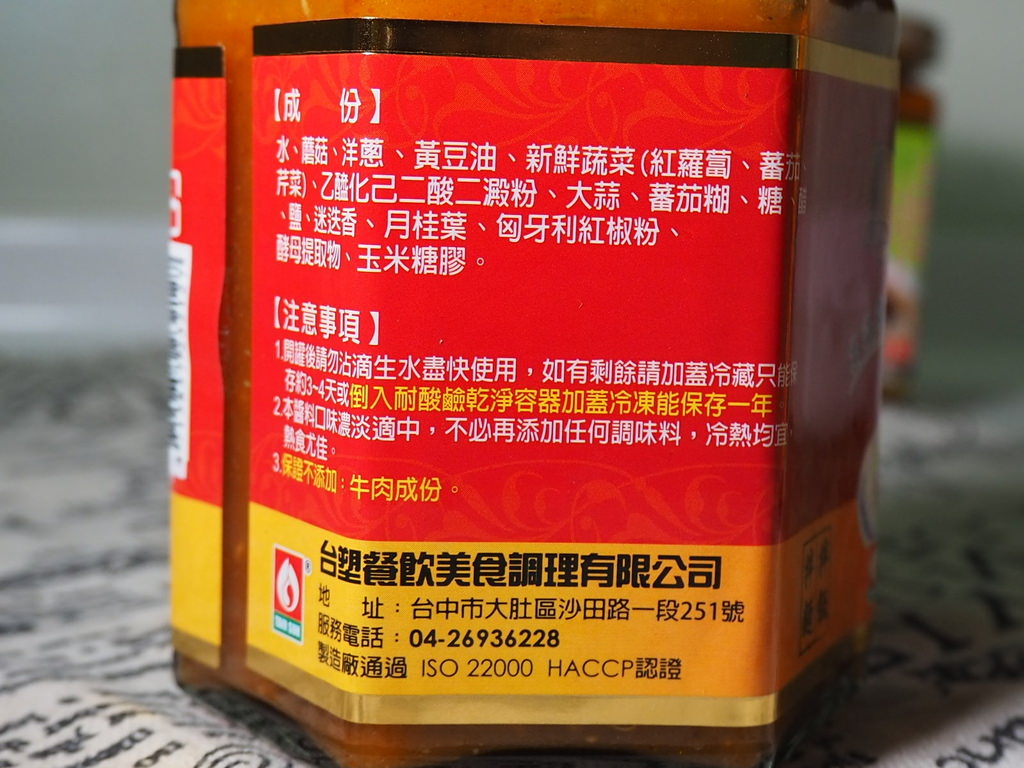 【成 份】
水、蘑菇、洋蔥、黃豆油、新鮮蔬菜(紅蘿蔔、蕃茄
芹菜)、乙醯化己二酸二澱粉、大蒜、蕃茄糊、糖、醋
、鹽、迷迭香、月桂葉、匈牙利紅椒粉、
酵母提取物、玉米糖膠。
【注意事項】
1.開罐後請勿沾滴生水盡快使用，如有剩餘請加蓋冷藏只能保
存約3~4天或倒入耐酸鹼乾淨容器加蓋冷凍能保存一年。
2.本醬料口味濃淡適中，不必再添加任何調味料，冷熱均宜，
熱食尤佳。
3.保證不添加：牛肉成份。
台塑餐飲美食調理有限公司
地 址：台中市大肚區沙田路一段251號
服務電話：04-26936228
製造廠通過 ISO 22000 HACCP認證